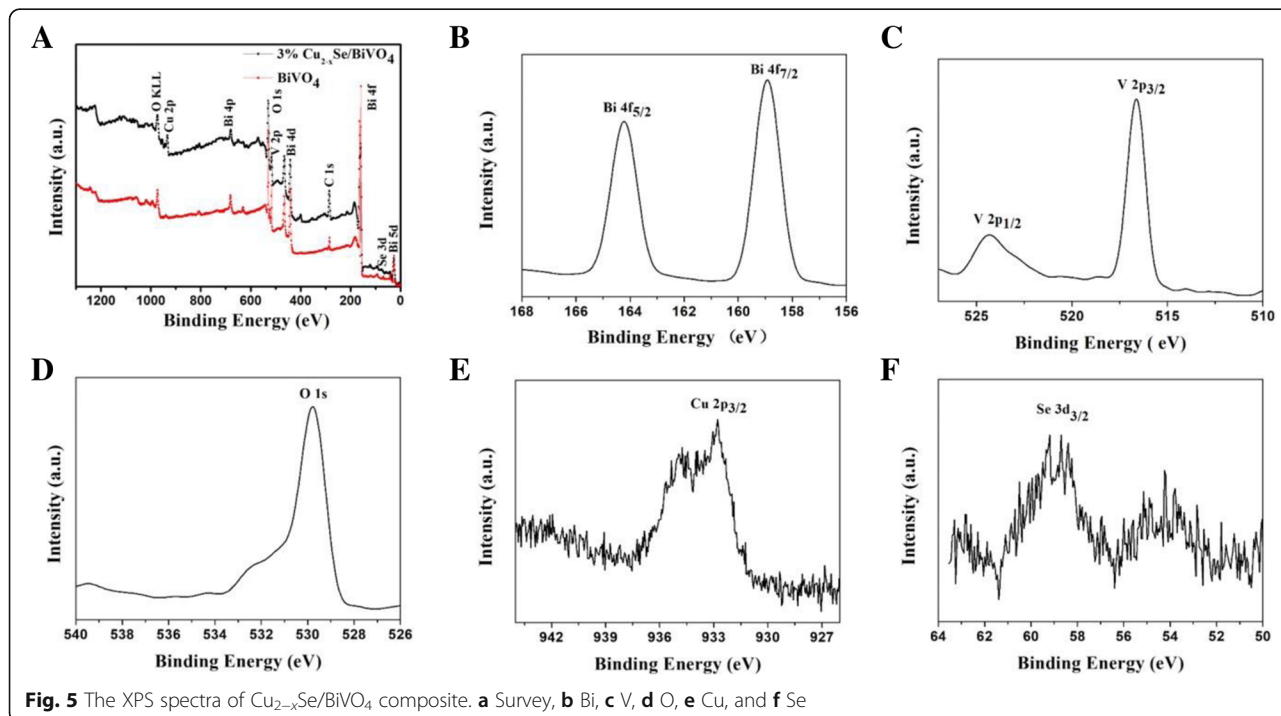 A
3% Cu₂₋ₓSe/BiVO₄
BiVO₄
O KLL
Cu 2p
Bi 4p
O 1s
V 2p
Bi 4d
C 1s
Bi 4f
Se 3d
Bi 5d
Intensity (a.u.)
1300 1000 800 600 400 200 0
Binding Energy (eV)
B
Bi 4f₅/₂
Bi 4f₇/₂
Intensity (a.u.)
168 166 164 162 160 158 156
Binding Energy （eV）
C
V 2p₃/₂
V 2p₁/₂
Intensity (a.u.)
525 520 515 510
Binding Energy ( eV)
D
O 1s
Intensity (a.u.)
540 538 536 534 532 530 528 526
Binding Energy (eV)
E
Cu 2p₃/₂
Intensity (a.u.)
942 939 936 933 930 927
Binding Energy (eV)
F
Se 3d₃/₂
Intensity (a.u.)
64 62 60 58 56 54 52 50
Binding Energy (eV)
Fig. 5 The XPS spectra of Cu₂₋ₓSe/BiVO₄ composite. a Survey, b Bi, c V, d O, e Cu, and f Se